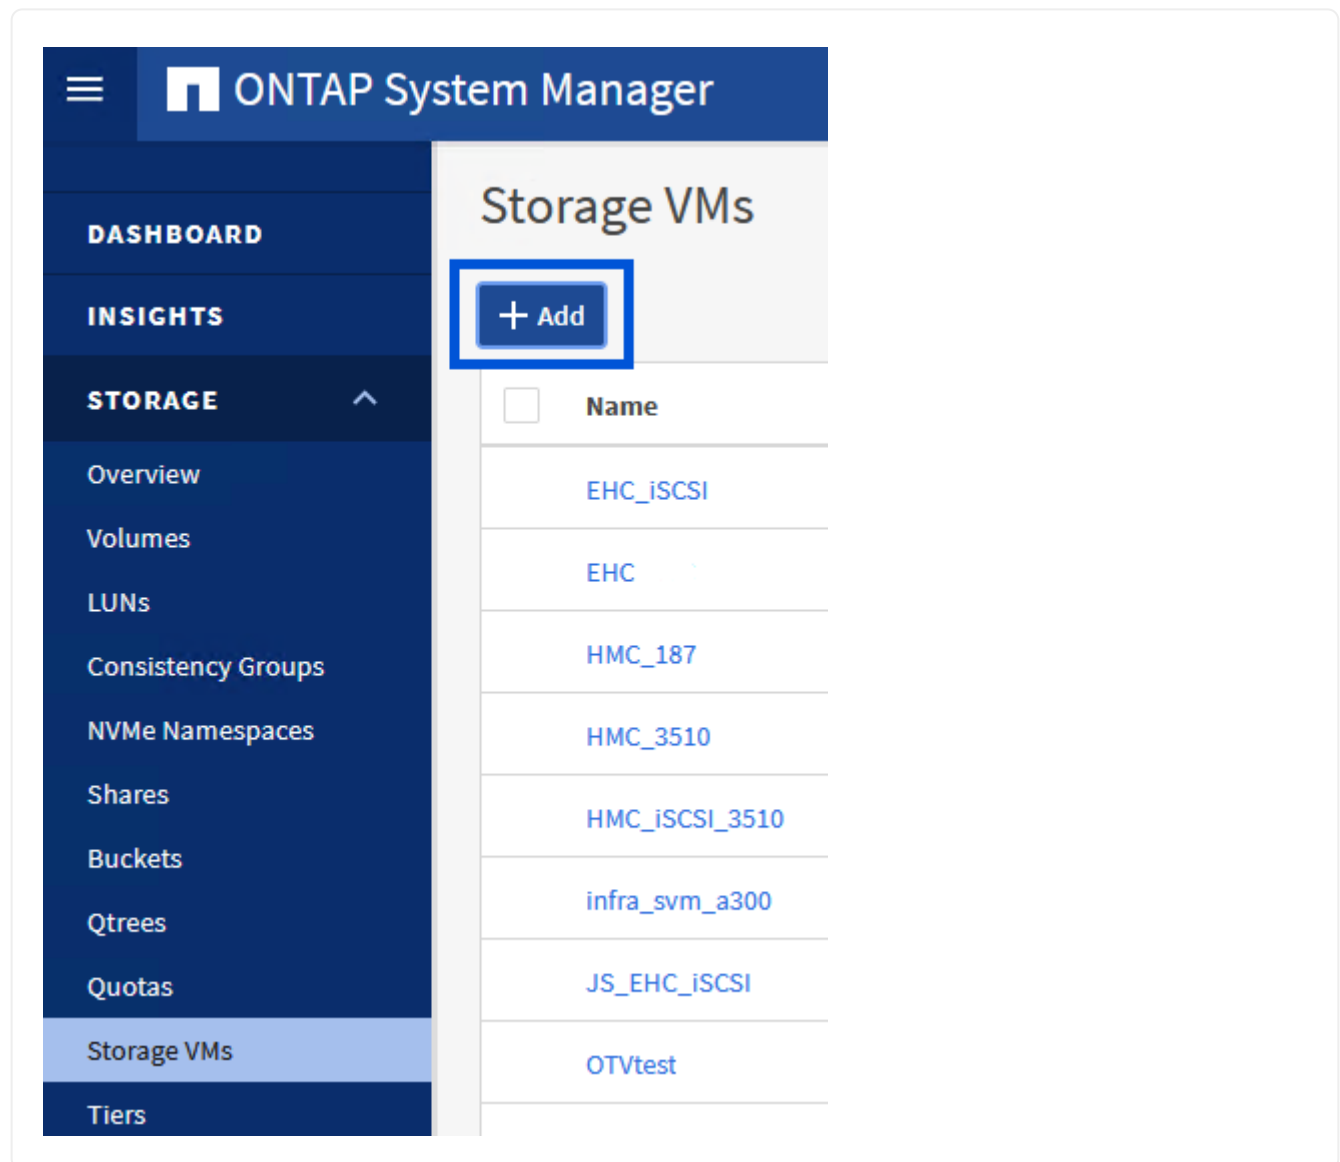 ONTAP System Manager
DASHBOARD
INSIGHTS
STORAGE
Overview
Volumes
LUNs
Consistency Groups
NVMe Namespaces
Shares
Buckets
Qtrees
Quotas
Storage VMs
Tiers
Storage VMs
+ Add
Name
EHC_iSCSI
EHC
HMC_187
HMC_3510
HMC_iSCSI_3510
infra_svm_a300
JS_EHC_iSCSI
OTVtest